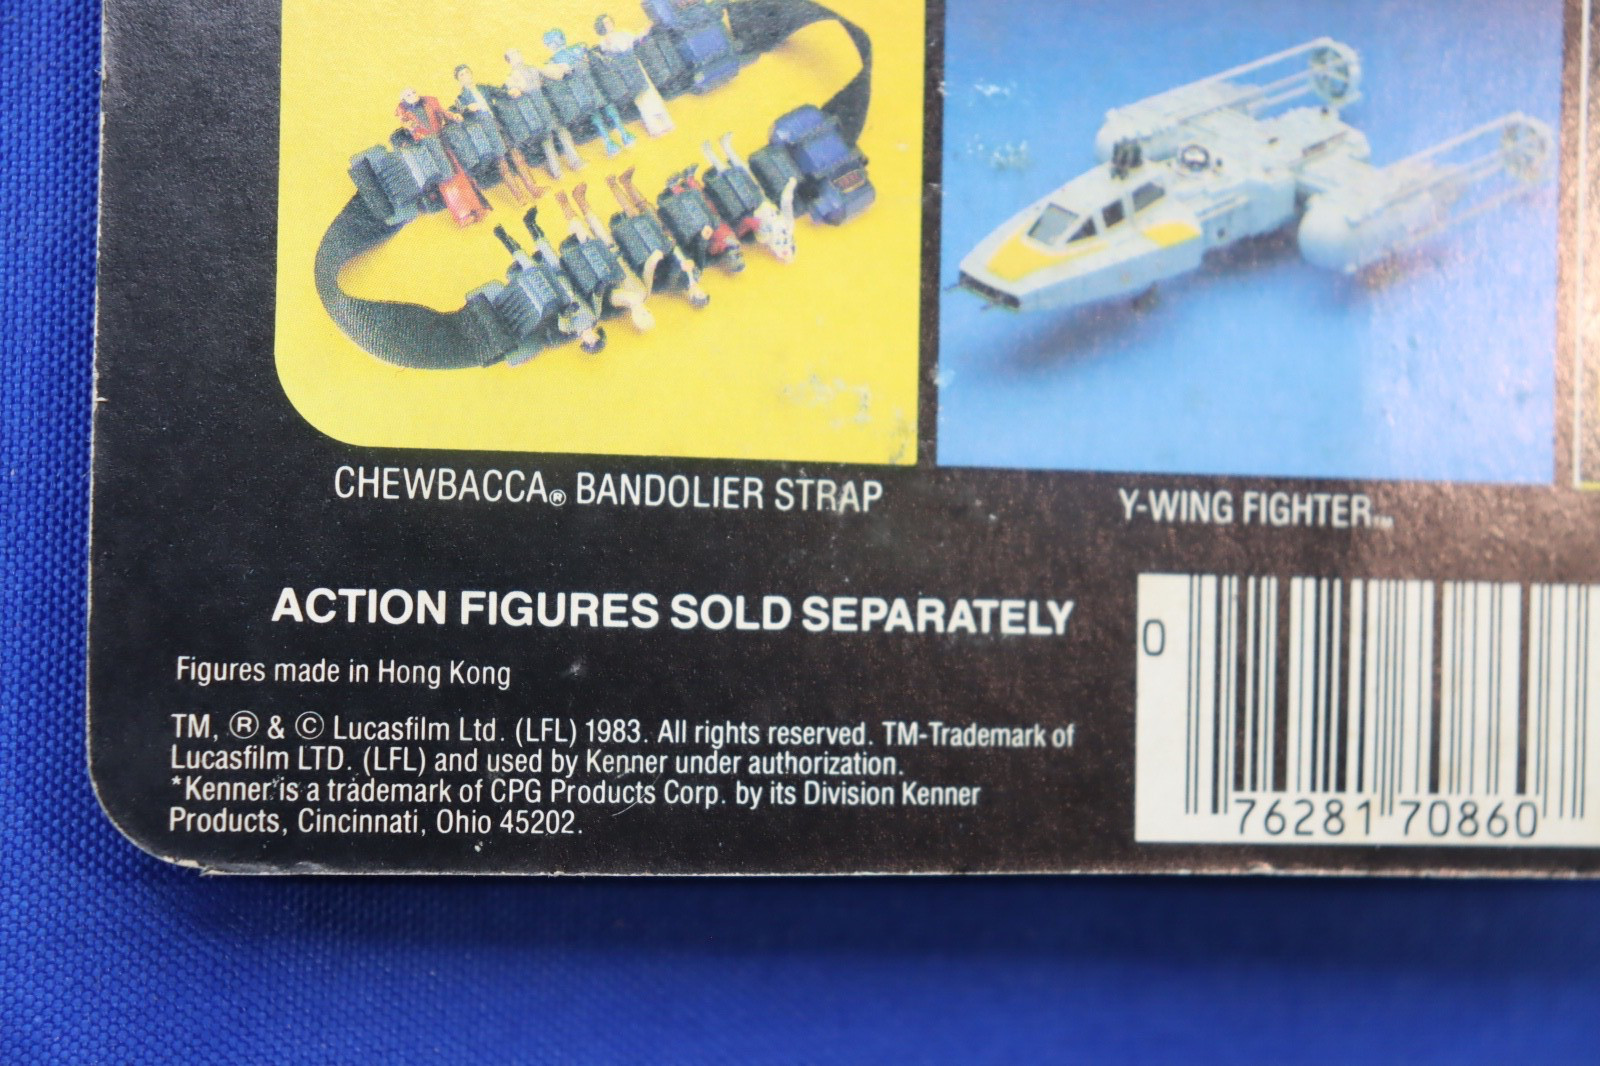 CHEWBACCA® BANDOLIER STRAP
Y-WING FIGHTER™
ACTION FIGURES SOLD SEPARATELY
Figures made in Hong Kong
TM, ® & © Lucasfilm Ltd. (LFL) 1983. All rights reserved. TM-Trademark of
Lucasfilm LTD. (LFL) and used by Kenner under authorization.
*Kenner is a trademark of CPG Products Corp. by its Division Kenner
Products, Cincinnati, Ohio 45202.
0 76281 70860